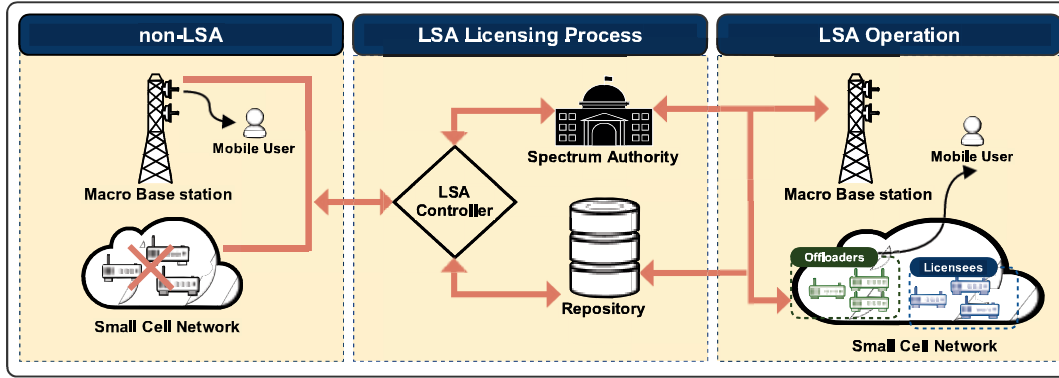 non-LSA
Mobile User
Macro Base station
Small Cell Network
LSA Licensing Process
LSA
Controller
Spectrum Authority
Repository
LSA Operation
Mobile User
Macro Base station
Offloaders
Licensees
Small Cell Network